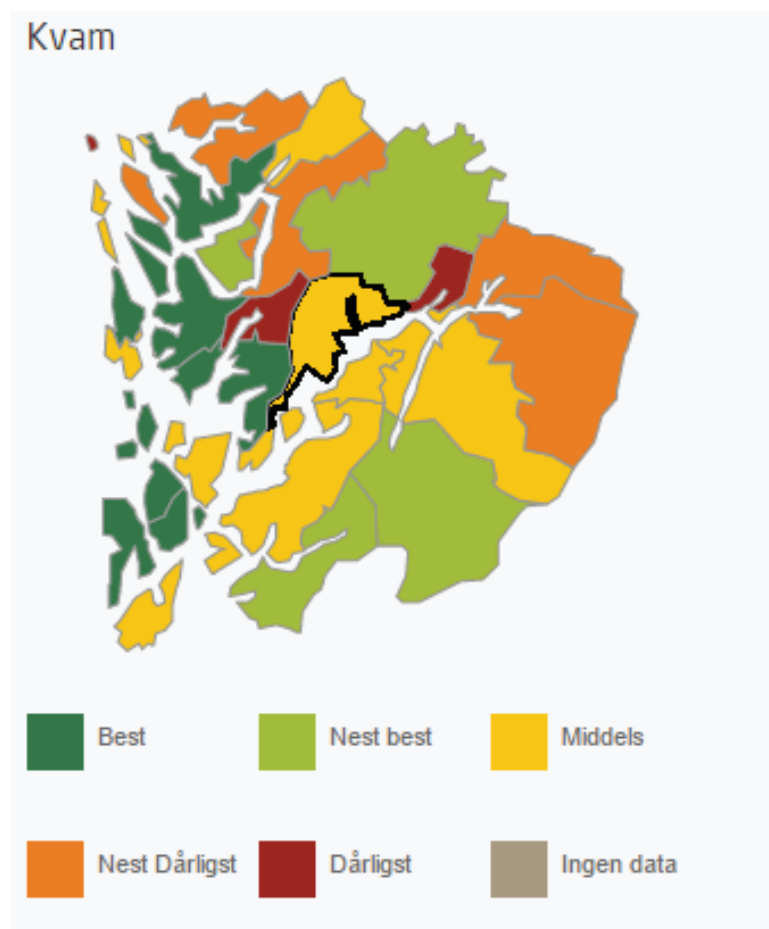 Kvam
Best
Nest best
Middels
Nest Dårligst
Dårligst
Ingen data